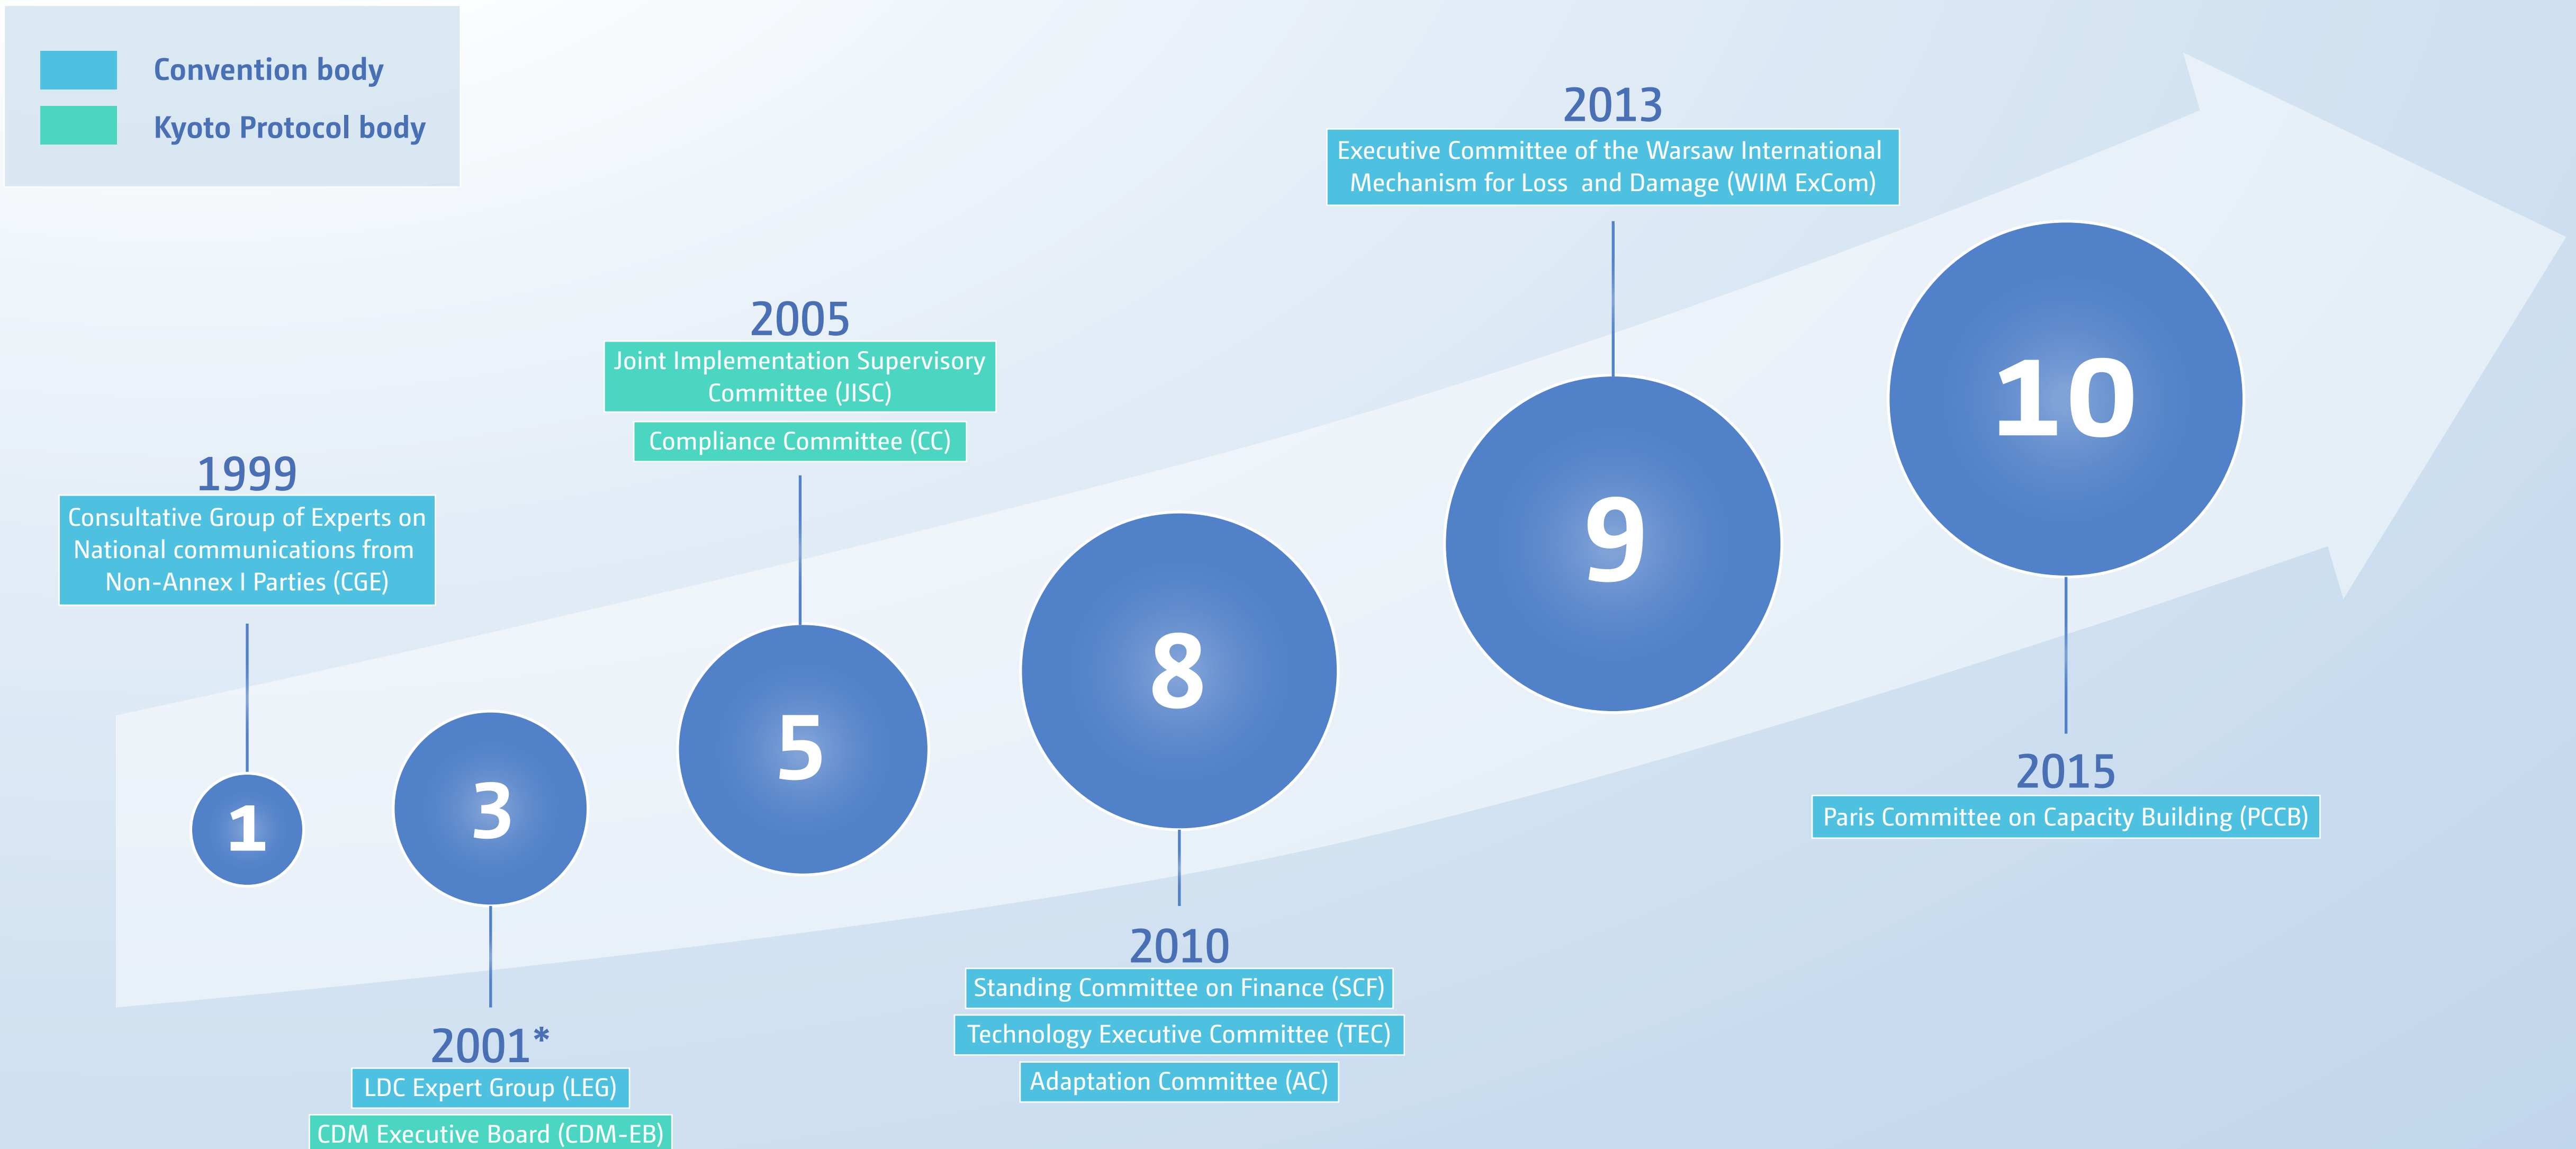 Convention body
Kyoto Protocol body
1999
Consultative Group of Experts on
National communications from
Non-Annex I Parties (CGE)
1
3
2001*
LDC Expert Group (LEG)
CDM Executive Board (CDM-EB)
2005
Joint Implementation Supervisory
Committee (JISC)
Compliance Committee (CC)
5
8
2010
Standing Committee on Finance (SCF)
Technology Executive Committee (TEC)
Adaptation Committee (AC)
2013
Executive Committee of the Warsaw International
Mechanism for Loss and Damage (WIM ExCom)
9
10
2015
Paris Committee on Capacity Building (PCCB)